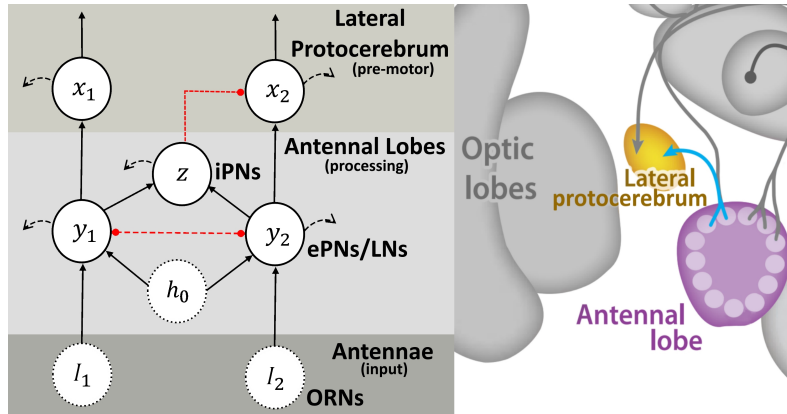 Lateral
Protocerebrum
(pre-motor)
x₁
x₂
Antennal Lobes
(processing)
z
iPNs
y₁
y₂
ePNs/LNs
h₀
Antennae
(input)
I₁
I₂
ORNs
Optic
lobes
Lateral
protocerebrum
Antennal
lobe